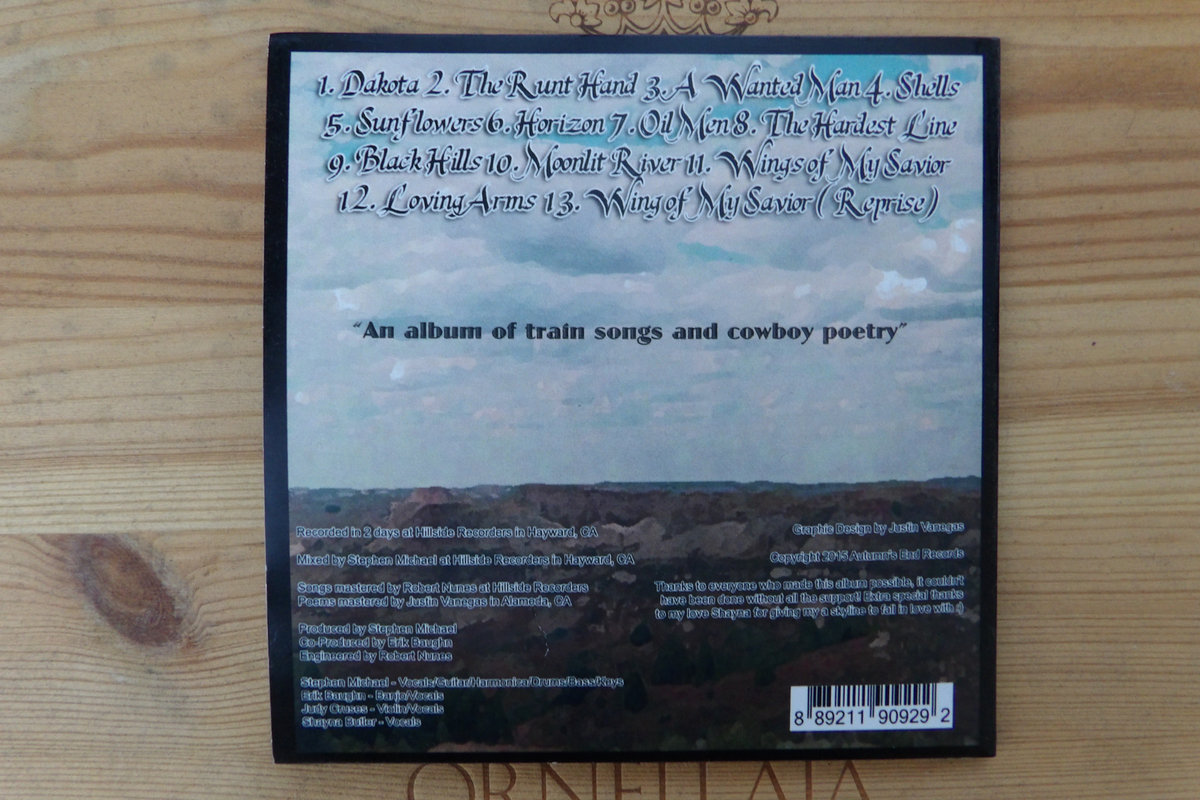 1. Dakota 2. The Runt Hand 3. A Wanted Man 4. Shells
5. Sunflowers 6. Horizon 7. Oil Men 8. The Hardest Line
9. Black Hills 10. Moonlit River 11. Wings of My Savior
12. Loving Arms 13. Wing of My Savior ( Reprise)
"An album of train songs and cowboy poetry"
Recorded in 2 days at Hillside Recorders in Hayward, CA
Mixed by Stephen Michael at Hillside Recorders in Hayward, CA
Songs mastered by Robert Nunes at Hillside Recorders
Poems mastered by Justin Vanegas in Alameda, CA
Produced by Stephen Michael
Co-Produced by Erik Baughn
Engineered by Robert Nunes
Stephen Michael - Vocals/Guitar/Harmonica/Drums/Bass/Keys
Erik Baughn - Banjo/Vocals
Judy Cruses - Violin/Vocals
Shayna Butler - Vocals
Graphic Design by Justin Vanegas
Copyright 2015 Autumn's End Records
Thanks to everyone who made this album possible, it couldn't
have been done without all the support! Extra special thanks
to my love Shayna for giving my a skyline to fall in love with :)
8 89211 90929 2
ORNELLAIA